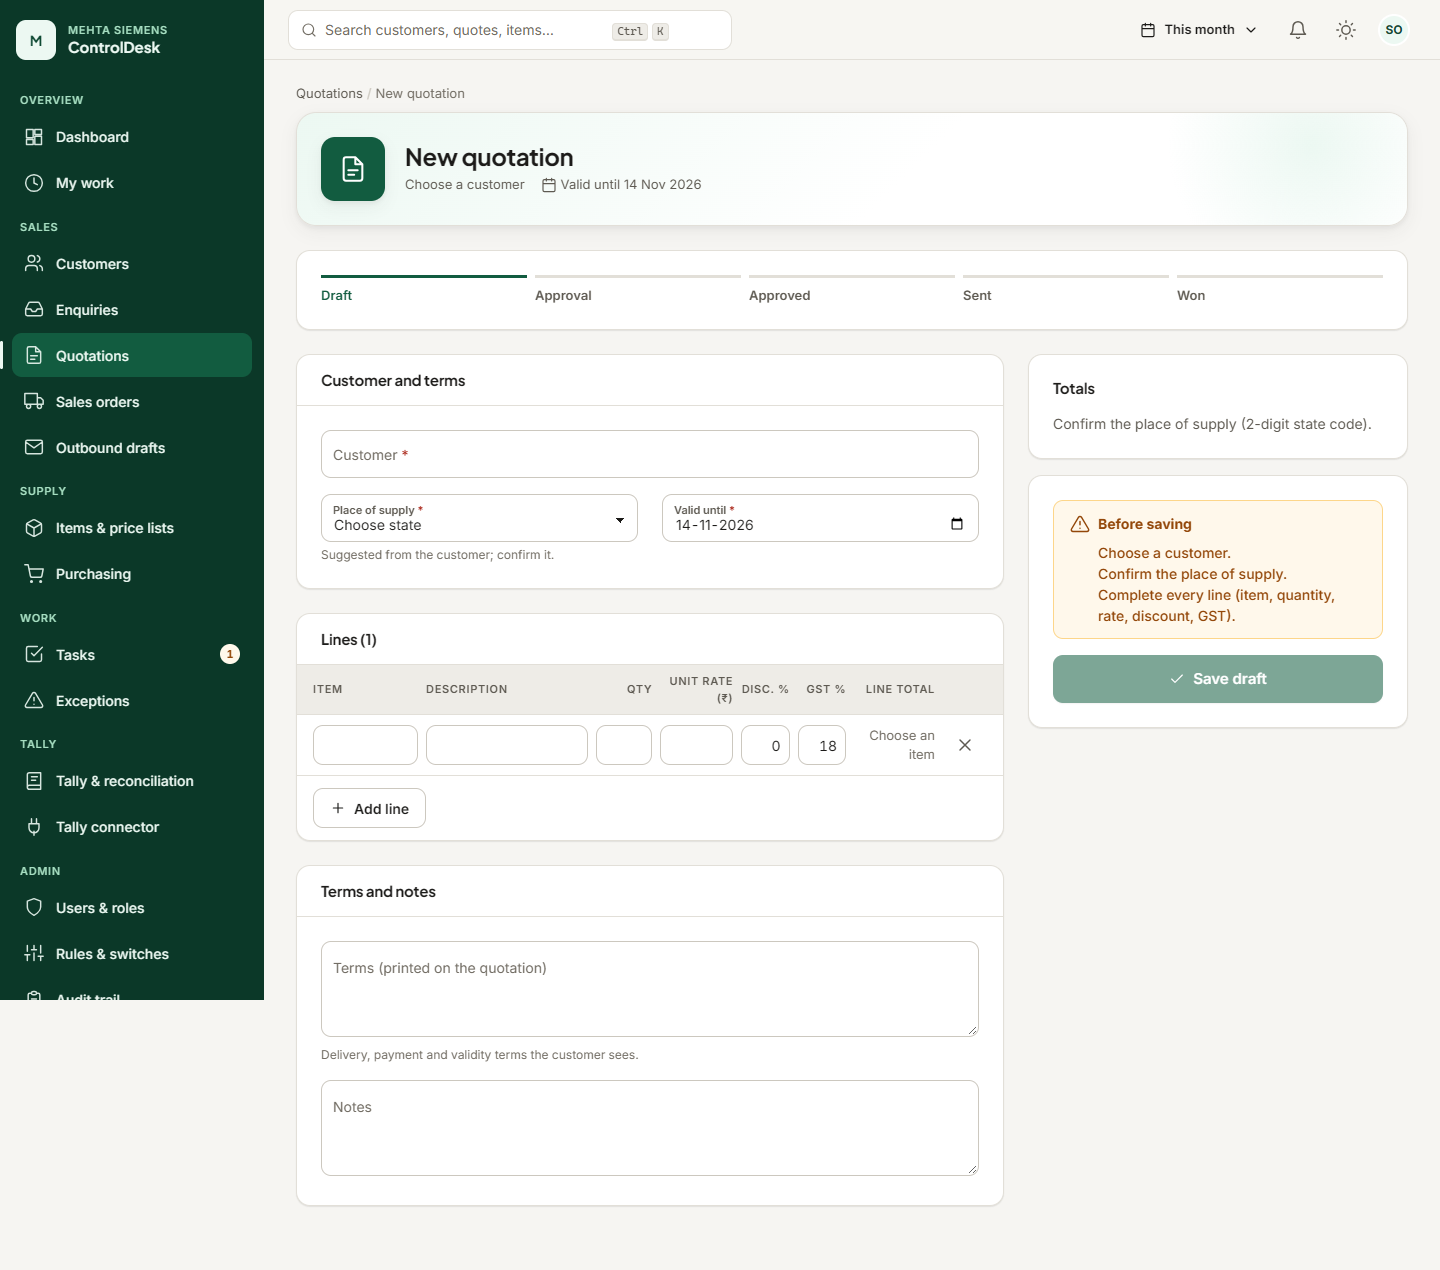 M
MEHTA SIEMENS
ControlDesk
OVERVIEW
Dashboard
My work
SALES
Customers
Enquiries
Quotations
Sales orders
Outbound drafts
SUPPLY
Items & price lists
Purchasing
WORK
Tasks
1
Exceptions
TALLY
Tally & reconciliation
Tally connector
ADMIN
Users & roles
Rules & switches
Audit trail
Search customers, quotes, items...
Ctrl K
This month
SO
Quotations / New quotation
New quotation
Choose a customer Valid until 14 Nov 2026
Draft
Approval
Approved
Sent
Won
Customer and terms
Customer *
Place of supply *
Choose state
Suggested from the customer; confirm it.
Valid until *
14-11-2026
Lines (1)
ITEM DESCRIPTION QTY UNIT RATE (₹) DISC. % GST % LINE TOTAL
0 18 Choose an item
Add line
Terms and notes
Terms (printed on the quotation)
Delivery, payment and validity terms the customer sees.
Notes
Totals
Confirm the place of supply (2-digit state code).
Before saving
Choose a customer.
Confirm the place of supply.
Complete every line (item, quantity,
rate, discount, GST).
Save draft